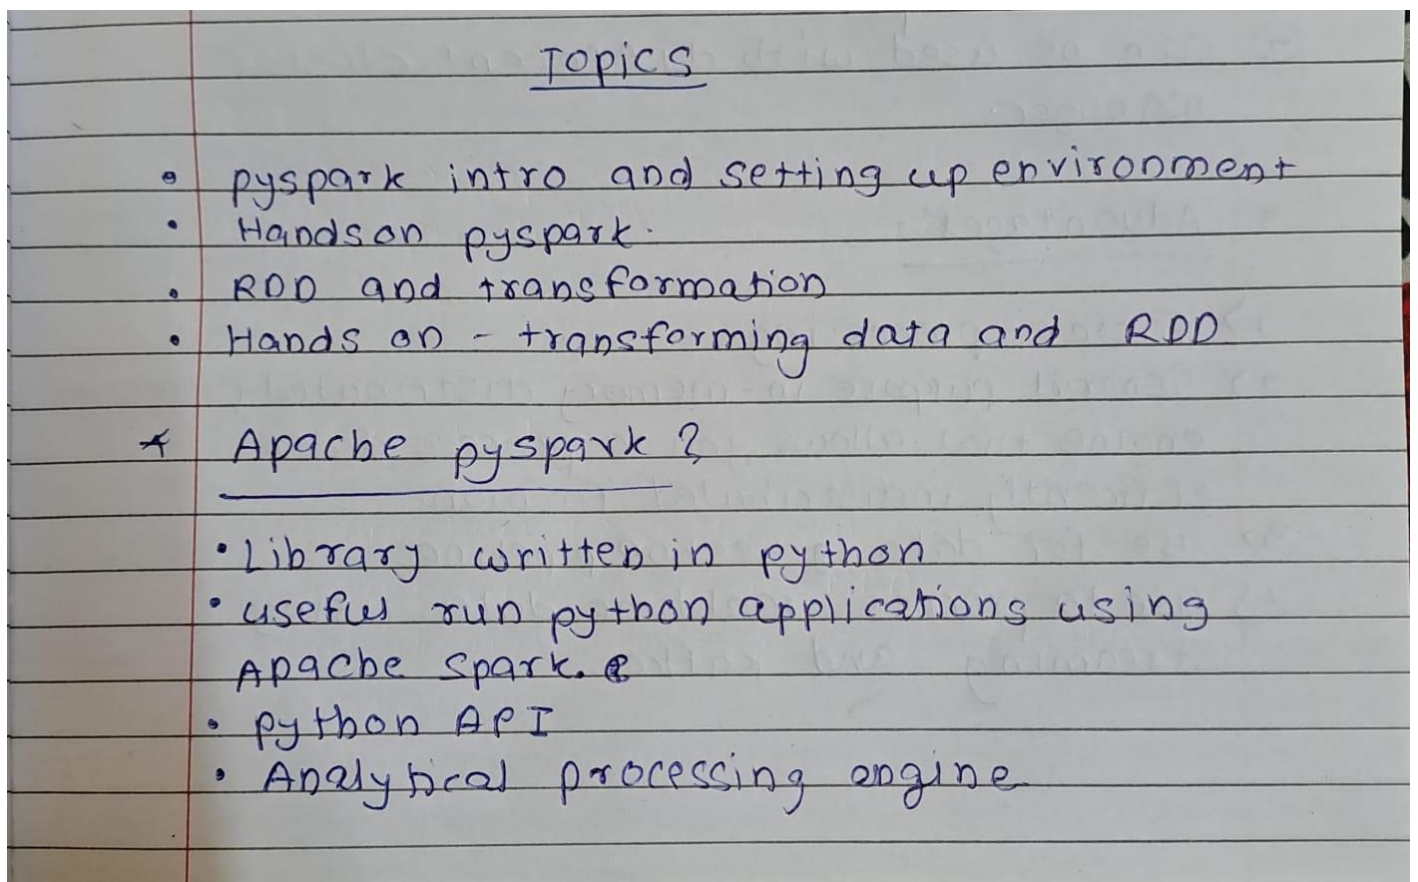 Topics
• pyspark intro and setting up environment
• Handson pyspark.
• RDD and transformation
• Hands on - transforming data and RDD
* Apache pyspark ?
• Library written in python
• useful run python applications using
Apache Spark.
• python API
• Analytical processing engine